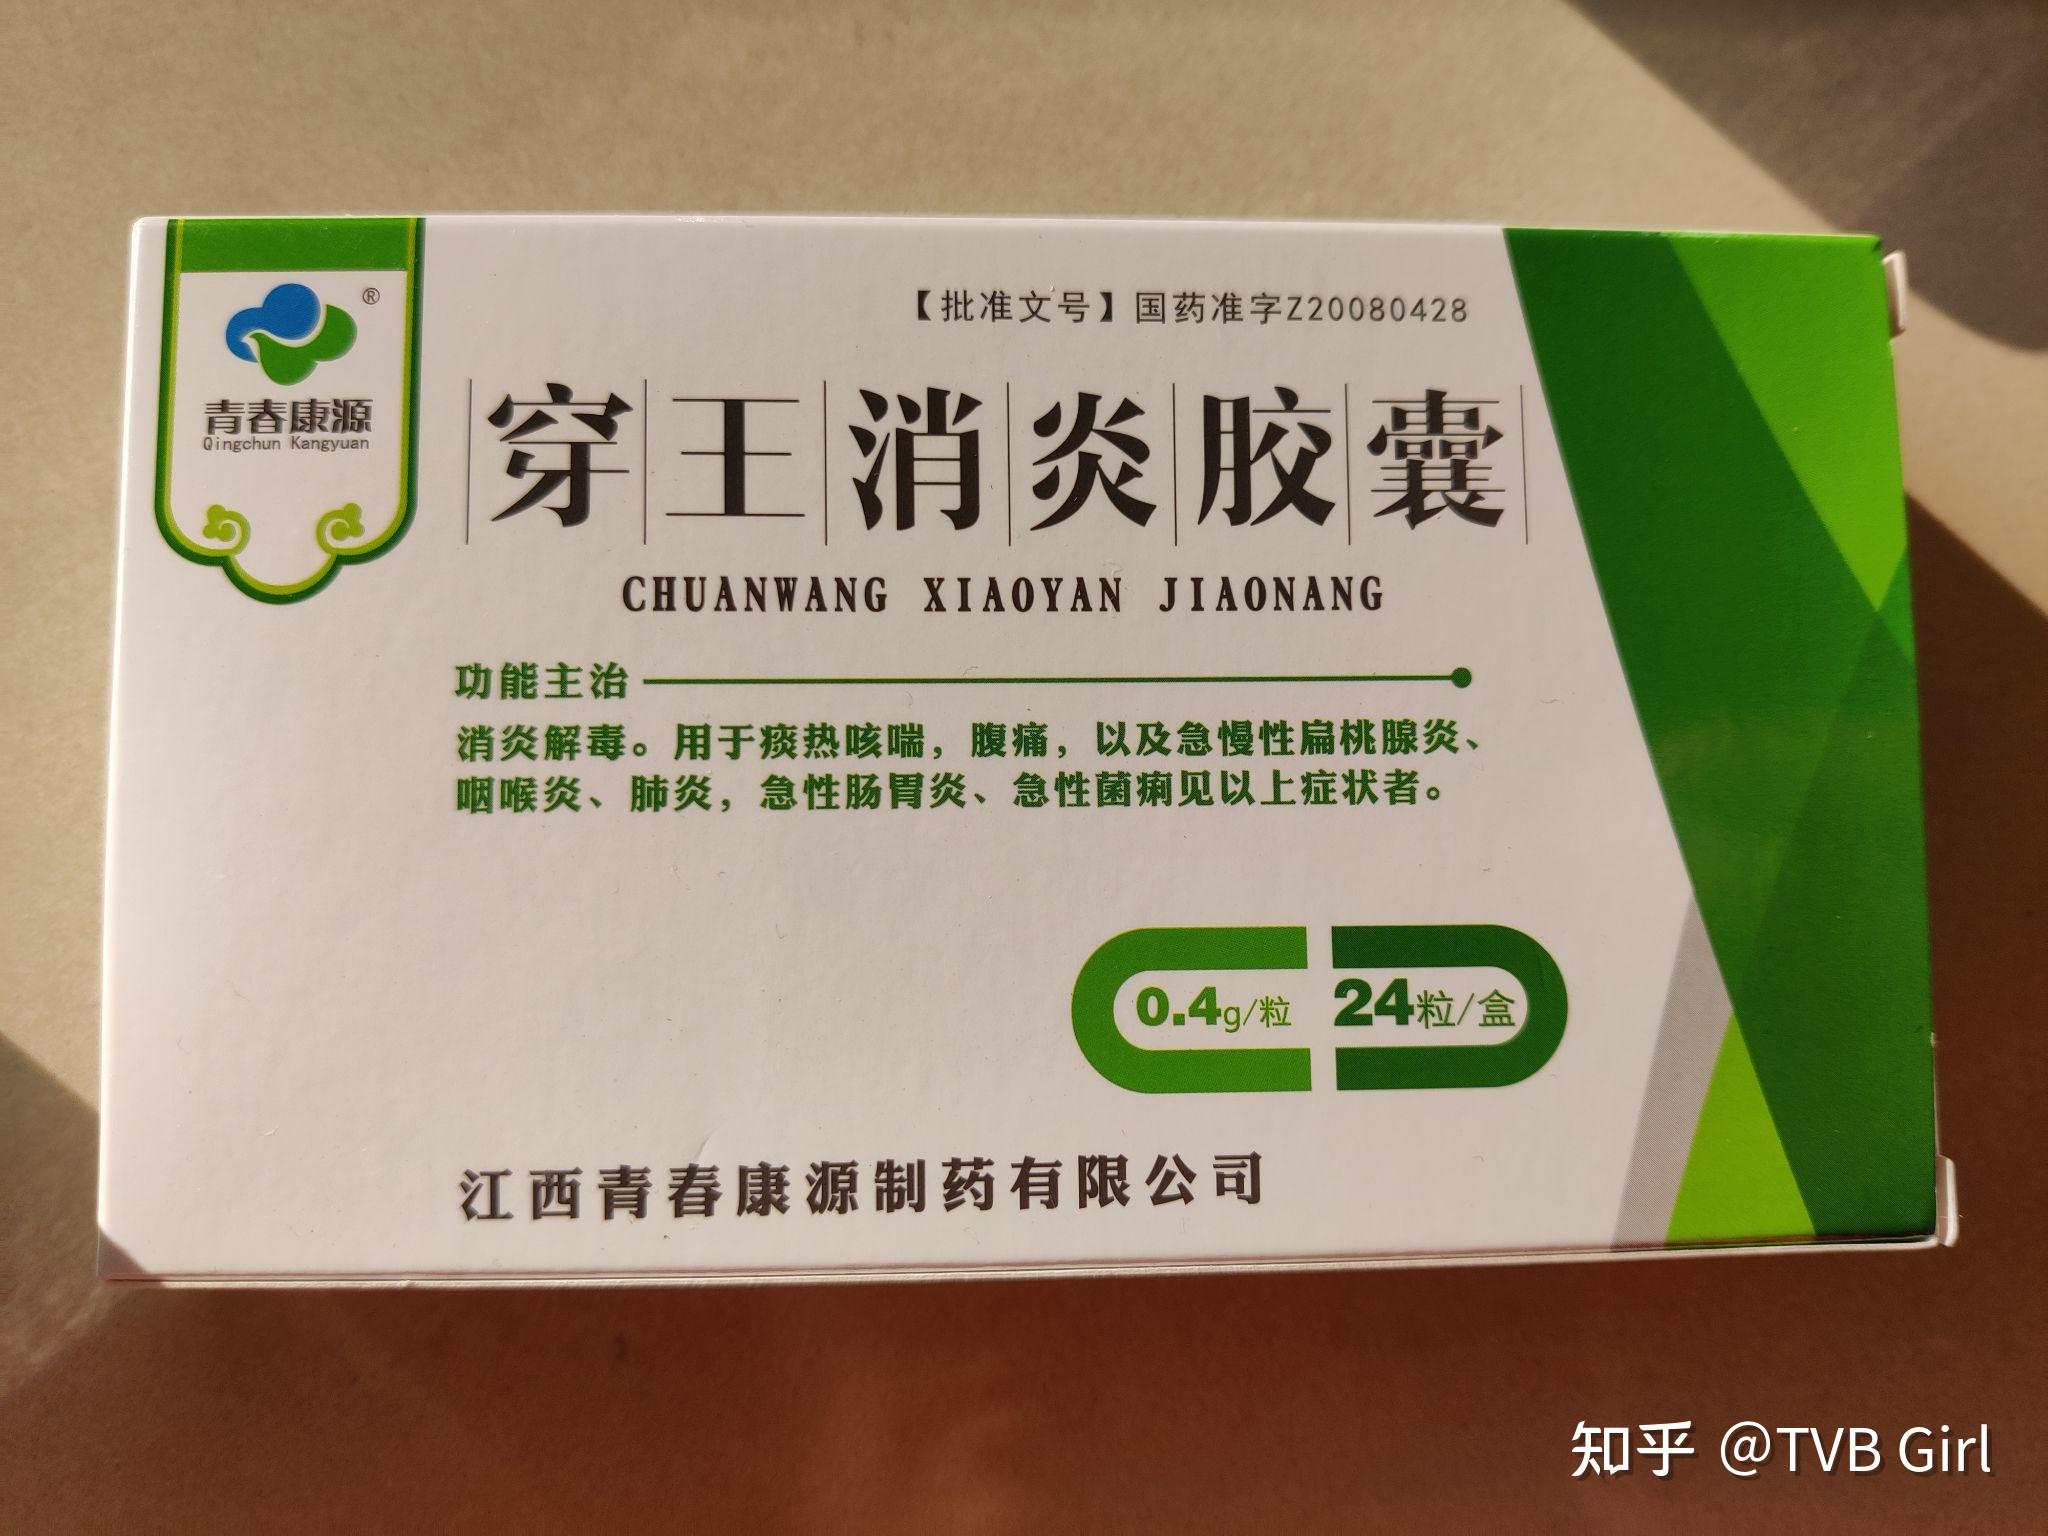 ®
青春康源
Qingchun Kangyuan
【批准文号】国药准字Z20080428
穿王消炎胶囊
CHUANWANG XIAOYAN JIAONANG
功能主治
消炎解毒。用于痰热咳喘，腹痛，以及急慢性扁桃腺炎、
咽喉炎、肺炎，急性肠胃炎、急性菌痢见以上症状者。
0.4g/粒 24粒/盒
江西青春康源制药有限公司
知乎 @TVB Girl